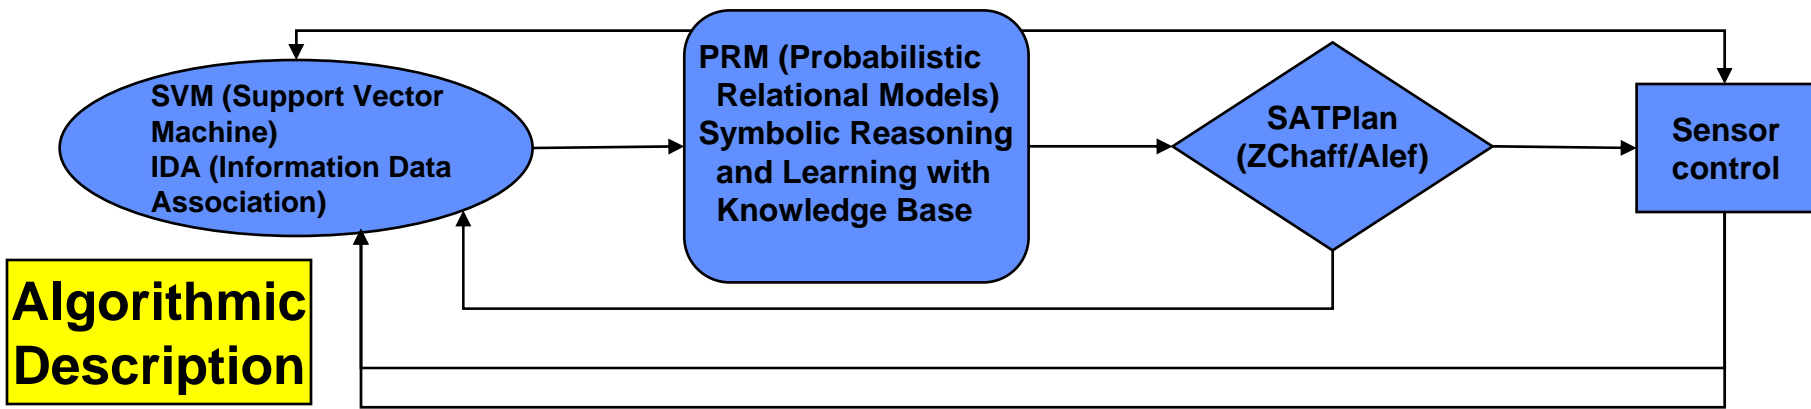 SVM (Support Vector
Machine)
IDA (Information Data
Association)
PRM (Probabilistic
Relational Models)
Symbolic Reasoning
and Learning with
Knowledge Base
SATPlan
(ZChaff/Alef)
Sensor
control
Algorithmic
Description